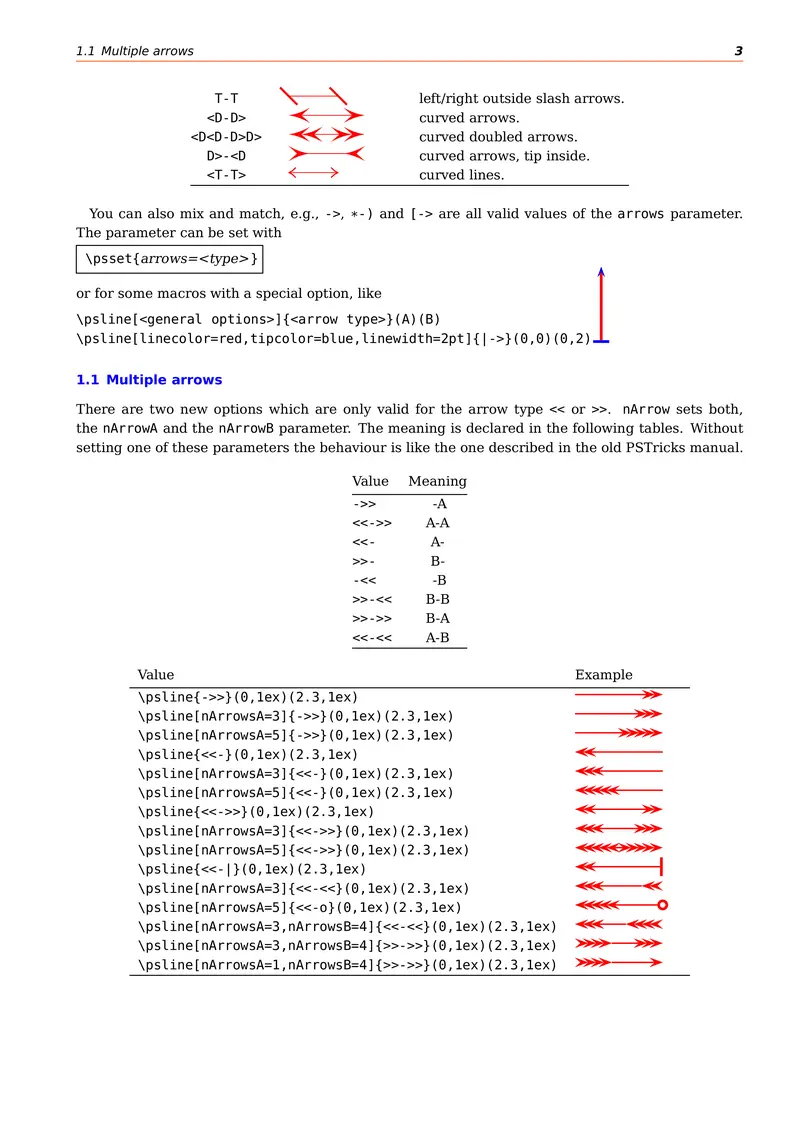 1.1 Multiple arrows 3
T-T left/right outside slash arrows.
<D-D> curved arrows.
<D<D-D>D> curved doubled arrows.
D>-<D curved arrows, tip inside.
<T-T> curved lines.
You can also mix and match, e.g., ->, *-) and [-> are all valid values of the arrows parameter.
The parameter can be set with
\psset{arrows=<type>}
or for some macros with a special option, like
\psline[<general options>]{<arrow type>}(A)(B)
\psline[linecolor=red,tipcolor=blue,linewidth=2pt]{|->}(0,0)(0,2)
1.1 Multiple arrows
There are two new options which are only valid for the arrow type << or >>. nArrow sets both,
the nArrowA and the nArrowB parameter. The meaning is declared in the following tables. Without
setting one of these parameters the behaviour is like the one described in the old PSTricks manual.
Value Meaning
->> -A
<<->> A-A
<<- A-
>>- B-
-<< -B
>>-<< B-B
>>->> B-A
<<-<< A-B
Value Example
\psline{->>}(0,1ex)(2.3,1ex)
\psline[nArrowsA=3]{->>}(0,1ex)(2.3,1ex)
\psline[nArrowsA=5]{->>}(0,1ex)(2.3,1ex)
\psline{<<-}(0,1ex)(2.3,1ex)
\psline[nArrowsA=3]{<<-}(0,1ex)(2.3,1ex)
\psline[nArrowsA=5]{<<-}(0,1ex)(2.3,1ex)
\psline{<<->>}(0,1ex)(2.3,1ex)
\psline[nArrowsA=3]{<<->>}(0,1ex)(2.3,1ex)
\psline[nArrowsA=5]{<<->>}(0,1ex)(2.3,1ex)
\psline{<<-|}(0,1ex)(2.3,1ex)
\psline[nArrowsA=3]{<<-<<}(0,1ex)(2.3,1ex)
\psline[nArrowsA=5]{<<-o}(0,1ex)(2.3,1ex)
\psline[nArrowsA=3,nArrowsB=4]{<<-<<}(0,1ex)(2.3,1ex)
\psline[nArrowsA=3,nArrowsB=4]{>>->>}(0,1ex)(2.3,1ex)
\psline[nArrowsA=1,nArrowsB=4]{>>->>}(0,1ex)(2.3,1ex)